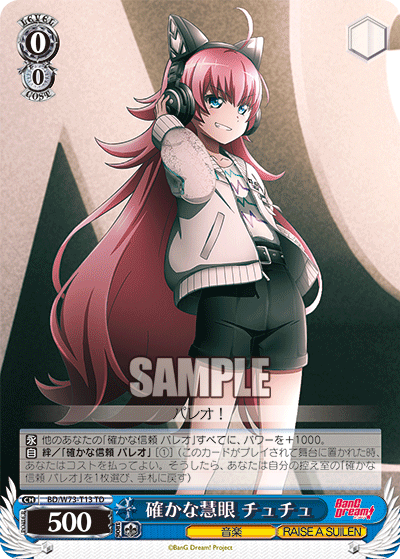 LEVEL
0
0
COST
SAMPLE
パレオ！
永 他のあなたの「確かな信頼 パレオ」すべてに、パワーを＋1000。
自 絆／「確かな信頼 パレオ」 [①] （このカードがプレイされて舞台に置かれた時、
あなたはコストを払ってよい。そうしたら、あなたは自分の控え室の「確かな
信頼 パレオ」を1枚選び、手札に戻す）
CH BD/W73-T13 TD
500
確かな慧眼 チュチュ
BanG Dream!
音楽
RAISE A SUILEN
©BanG Dream! Project